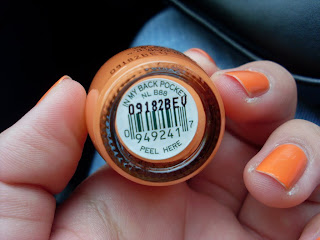 IN MY BACK POCKET
NL B88
09182BEV
0 949241 7
PEEL HERE